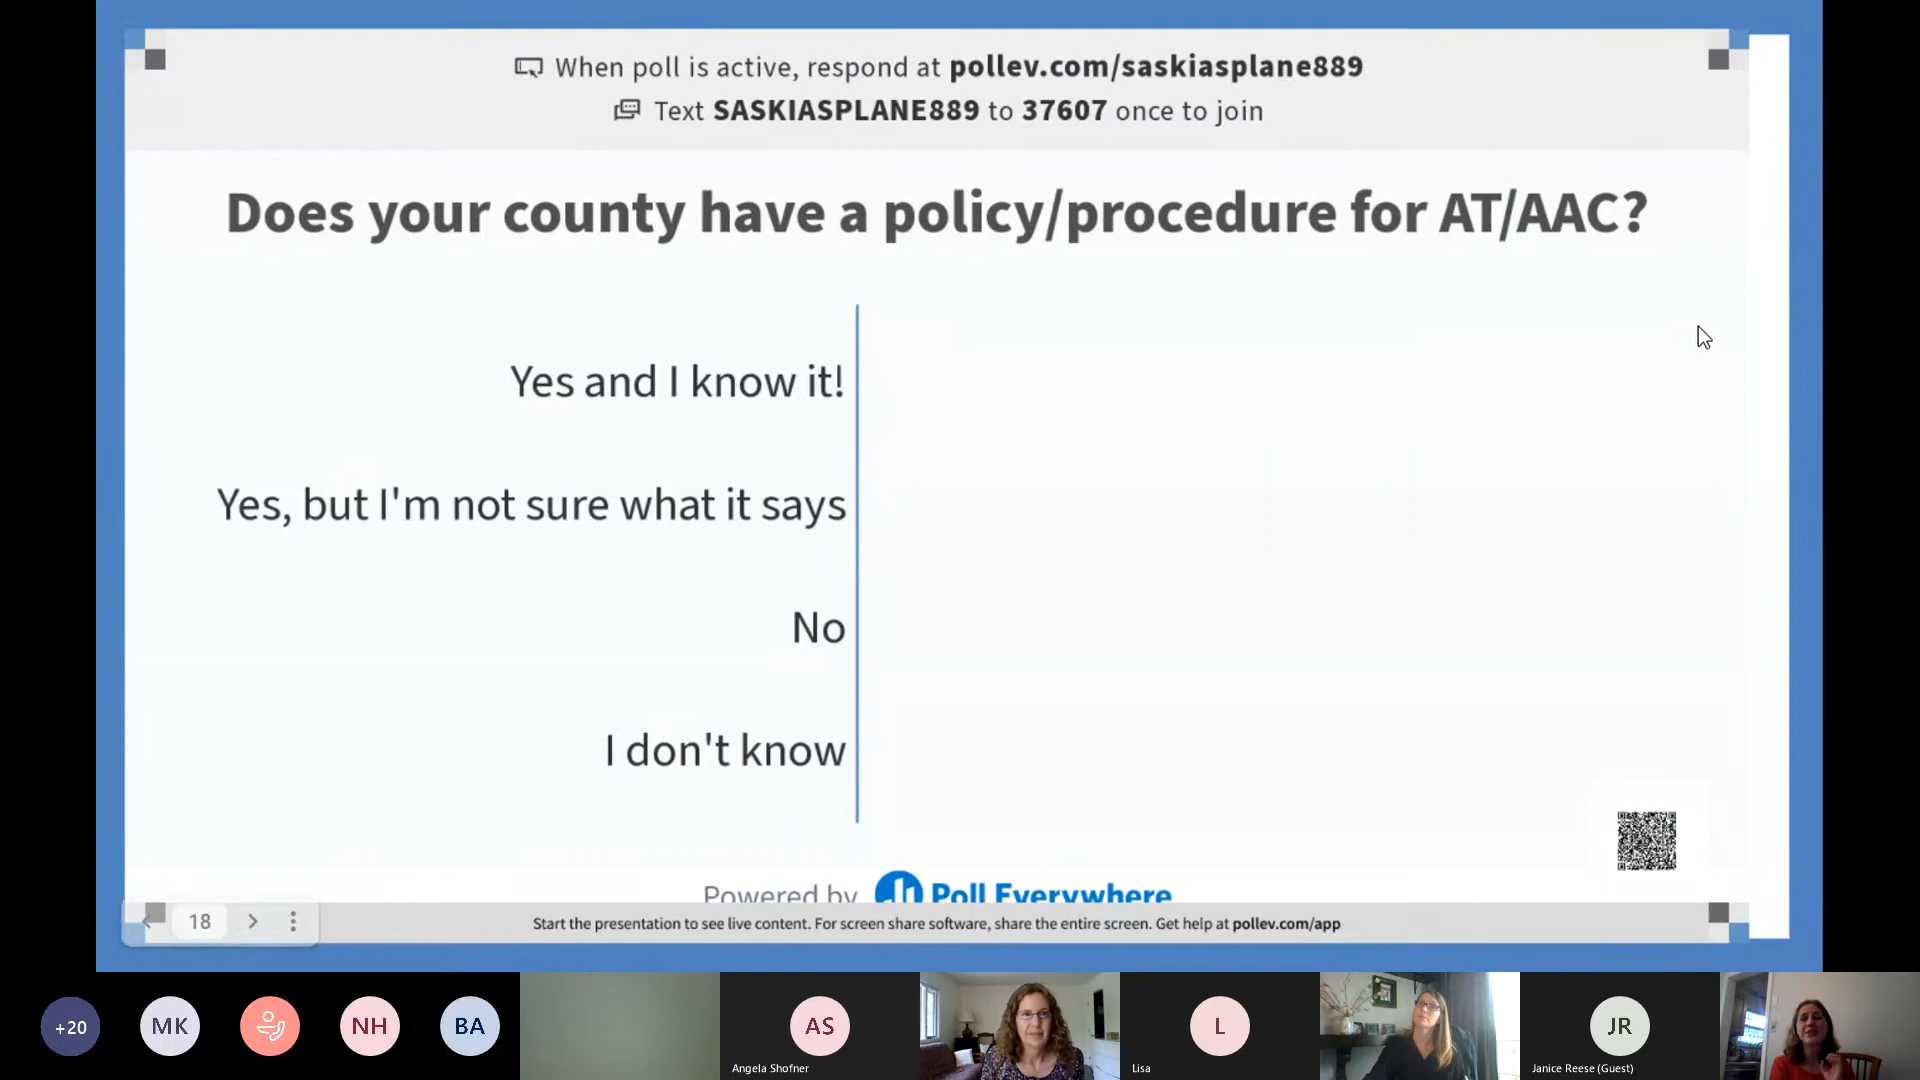 When poll is active, respond at pollev.com/saskiasplane889
Text SASKIASPLANE889 to 37607 once to join
Does your county have a policy/procedure for AT/AAC?
Yes and I know it!
Yes, but I'm not sure what it says
No
I don't know
Powered by Poll Everywhere
18
Start the presentation to see live content. For screen share software, share the entire screen. Get help at pollev.com/app
+20
MK
NH
BA
AS
Angela Shofner
L
Lisa
JR
Janice Reese (Guest)